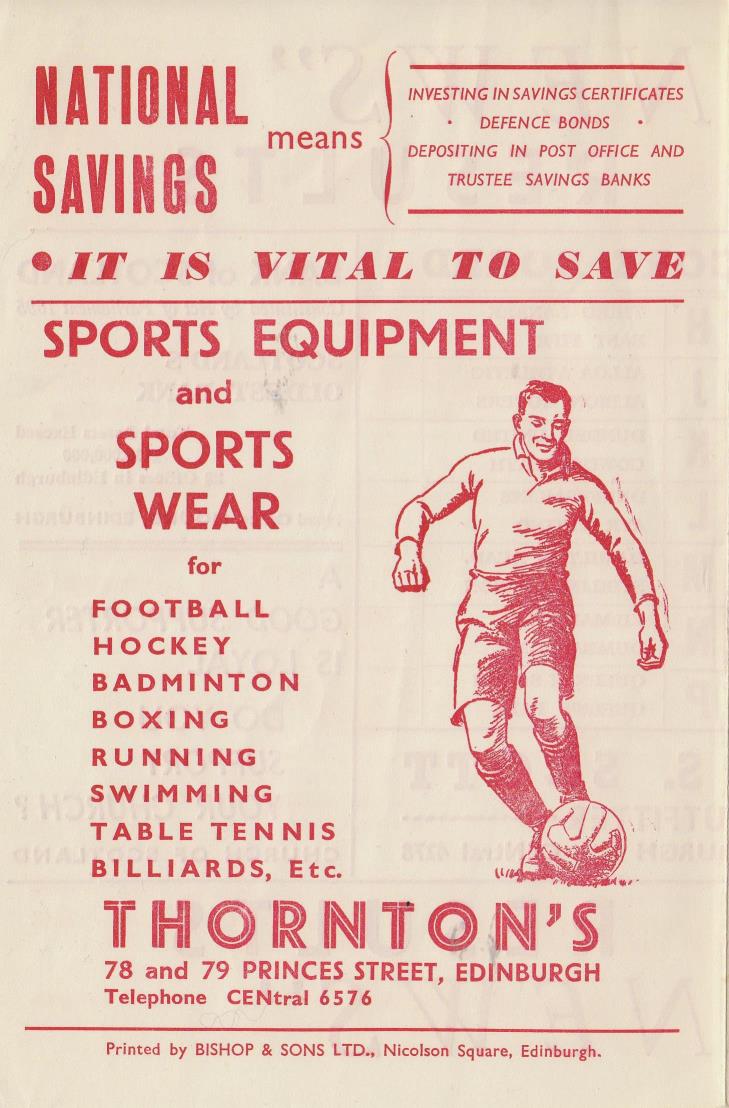 NATIONAL
SAVINGS
means
INVESTING IN SAVINGS CERTIFICATES
• DEFENCE BONDS •
DEPOSITING IN POST OFFICE AND
TRUSTEE SAVINGS BANKS
• IT IS VITAL TO SAVE
SPORTS EQUIPMENT
and
SPORTS
WEAR
for
FOOTBALL
HOCKEY
BADMINTON
BOXING
RUNNING
SWIMMING
TABLE TENNIS
BILLIARDS, Etc.
THORNTON'S
78 and 79 PRINCES STREET, EDINBURGH
Telephone CENtral 6576
Printed by BISHOP & SONS LTD., Nicolson Square, Edinburgh.